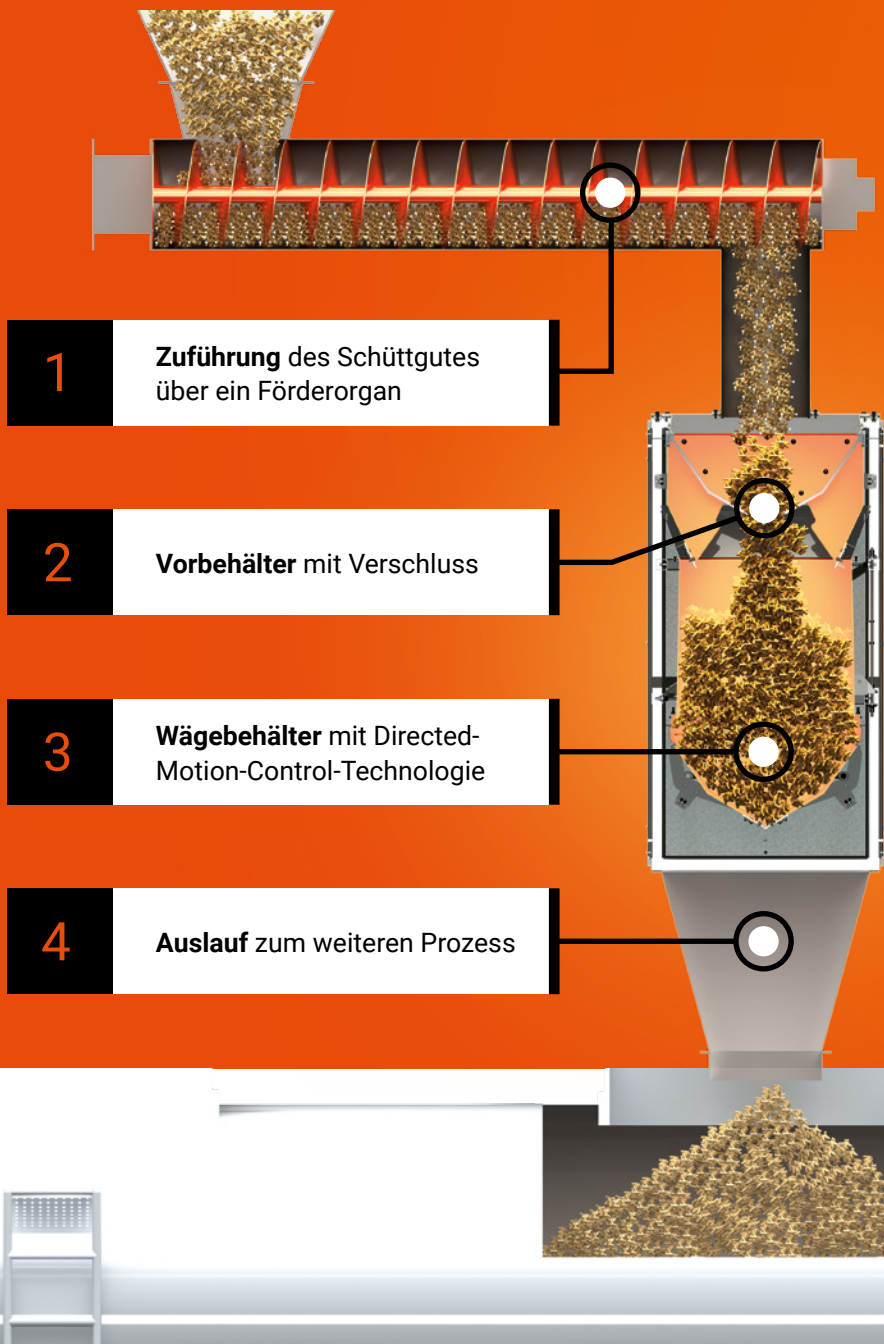 1
Zuführung des Schüttgutes
über ein Förderorgan
2
Vorbehälter mit Verschluss
3
Wägebehälter mit Directed-
Motion-Control-Technologie
4
Auslauf zum weiteren Prozess